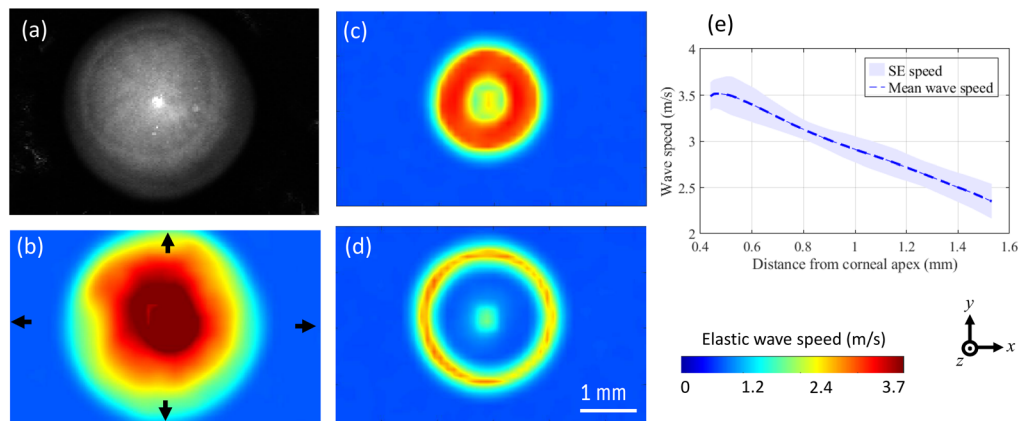 (a)
(b)
(c)
(d)
1 mm
(e)
4
3.5
3
2.5
2
Wave speed (m/s)
SE speed
Mean wave speed
0.4 0.6 0.8 1 1.2 1.4 1.6
Distance from corneal apex (mm)
Elastic wave speed (m/s)
0 1.2 2.4 3.7
y
x
z